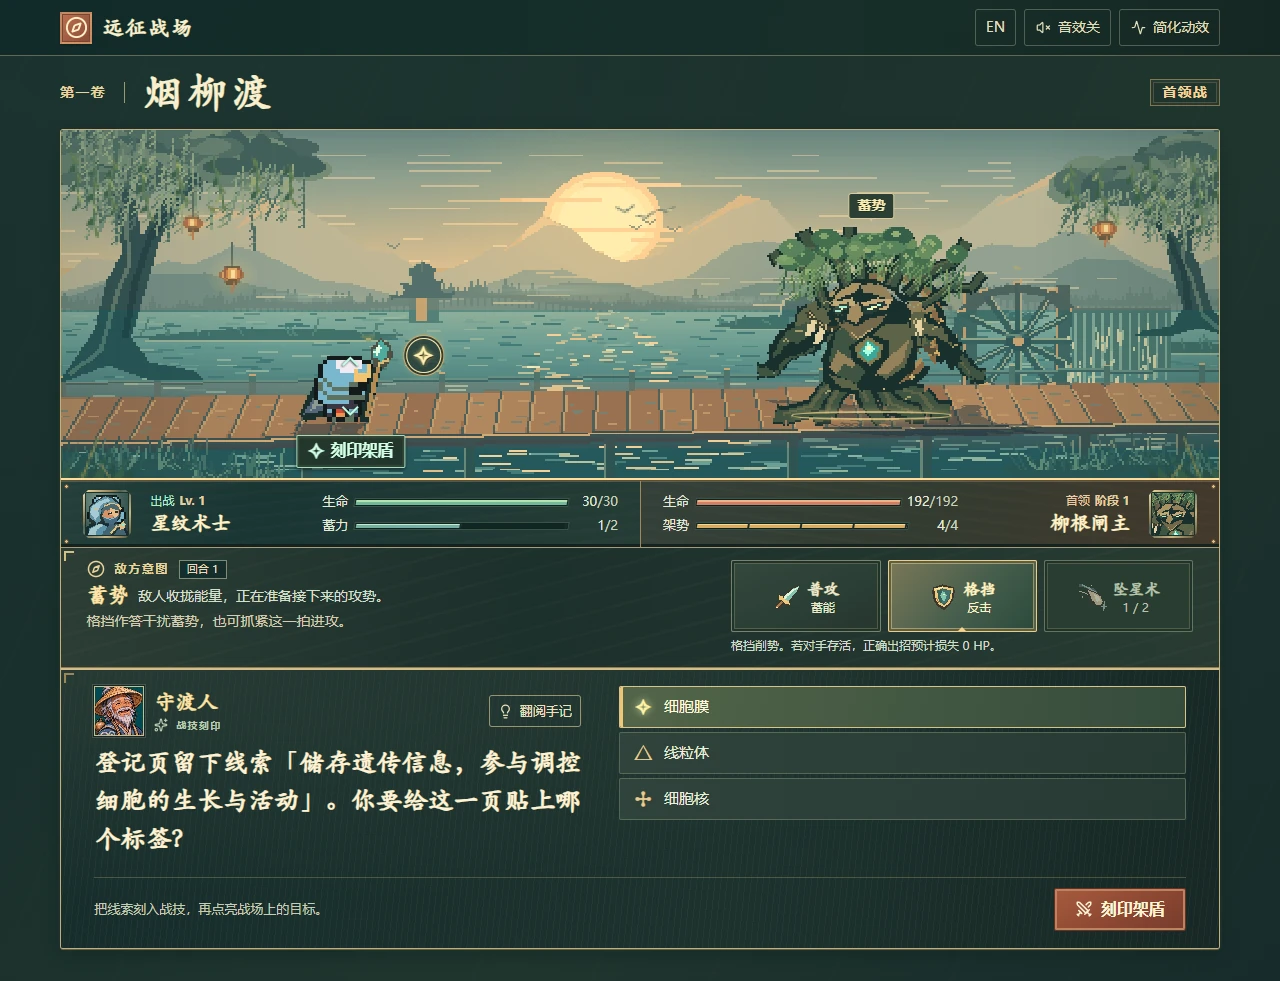 远征战场
EN
音效关
简化动效
第一卷
烟柳渡
首领战
蓄势
刻印架盾
出战 Lv. 1
星纹术士
生命 30/30
蓄力 1/2
生命 192/192
架势 4/4
首领 阶段 1
柳根闸主
敌方意图 回合 1
蓄势 敌人收拢能量，正在准备接下来的攻势。
格挡作答干扰蓄势，也可抓紧这一拍进攻。
普攻
蓄能
格挡
反击
坠星术
1 / 2
格挡削势。若对手存活，正确出招预计损失 0 HP。
守渡人
战技刻印
翻阅手记
登记页留下线索「储存遗传信息，参与调控
细胞的生长与活动」。你要给这一页贴上哪
个标签？
细胞膜
线粒体
细胞核
把线索刻入战技，再点亮战场上的目标。
刻印架盾